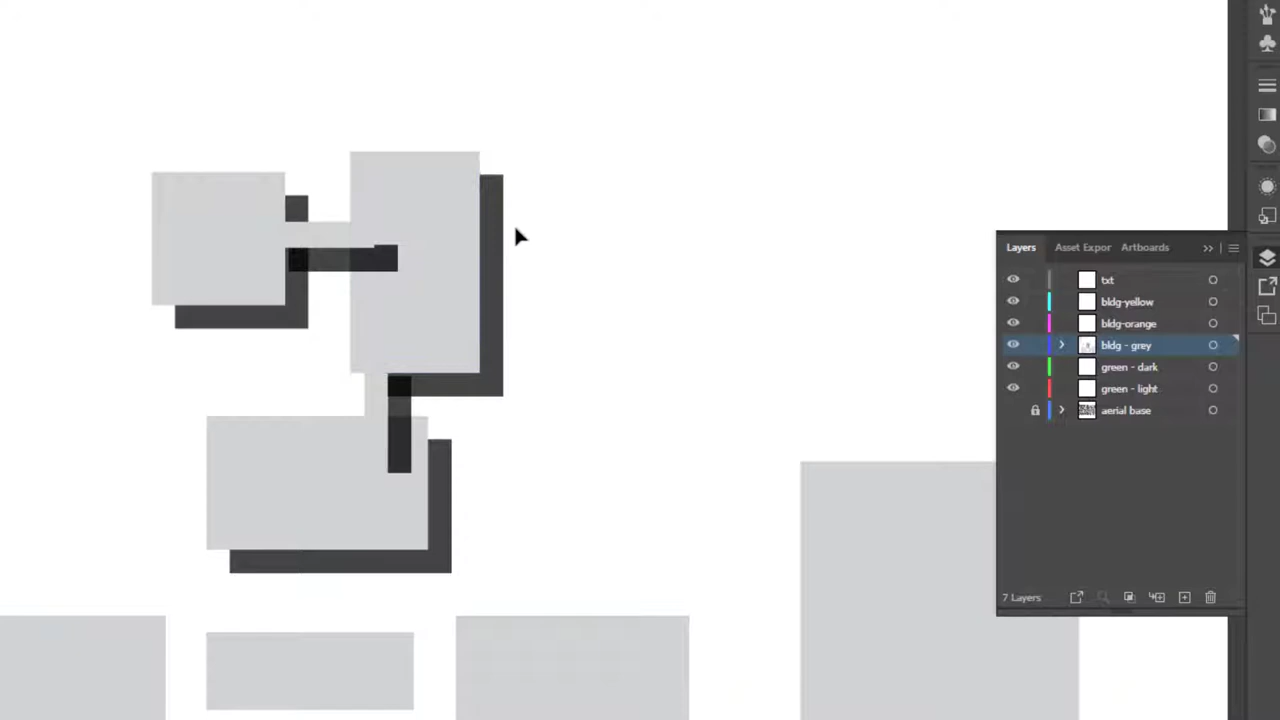 Layers Asset Expor Artboards
txt
bldg-yellow
bldg-orange
bldg - grey
green - dark
green - light
aerial base
7 Layers